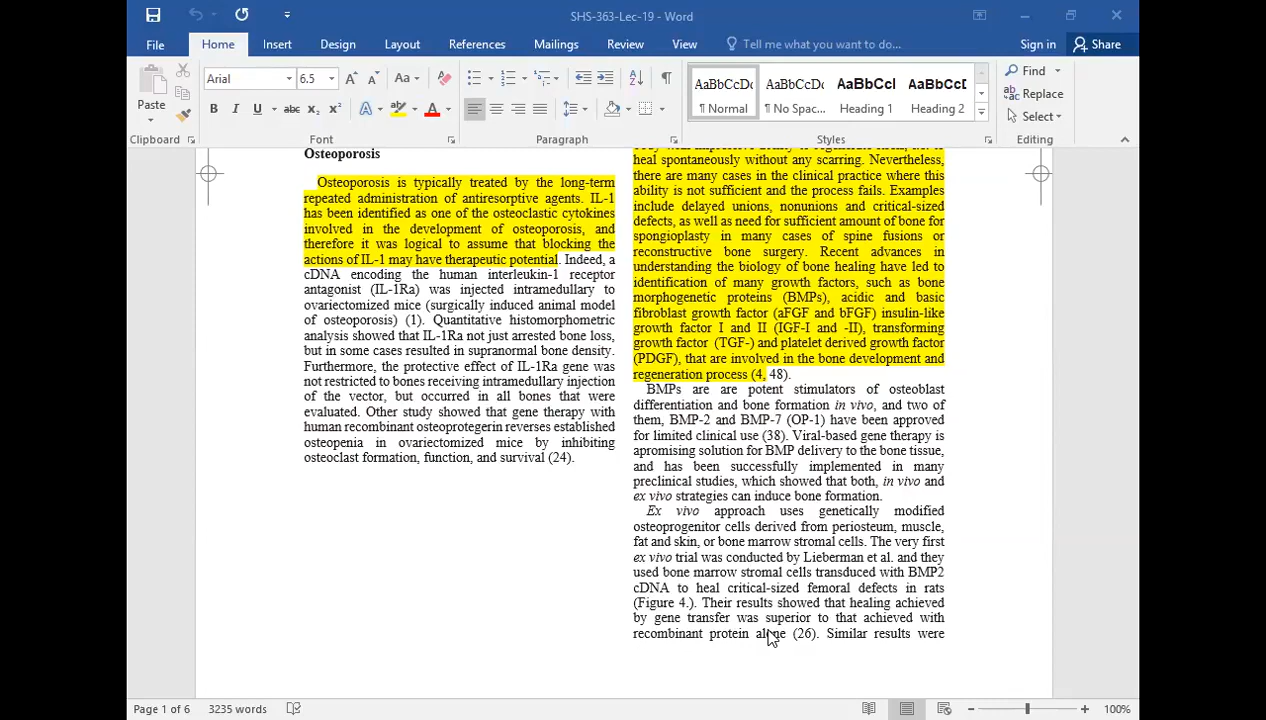 SHS-363-Lec-19 - Word
File Home Insert Design Layout References Mailings Review View Tell me what you want to do... Sign in Share
Paste
Clipboard
Arial 6.5
Font
Paragraph
AaBbCcDc AaBbCcDc AaBbCcl AaBbCcD
¶ Normal ¶ No Spac... Heading 1 Heading 2
Styles
Find
Replace
Select
Editing
Osteoporosis
Osteoporosis is typically treated by the long-term
repeated administration of antiresorptive agents. IL-1
has been identified as one of the osteoclastic cytokines
involved in the development of osteoporosis, and
therefore it was logical to assume that blocking the
actions of IL-1 may have therapeutic potential. Indeed, a
cDNA encoding the human interleukin-1 receptor
antagonist (IL-1Ra) was injected intramedullary to
ovariectomized mice (surgically induced animal model
of osteoporosis) (1). Quantitative histomorphometric
analysis showed that IL-1Ra not just arrested bone loss,
but in some cases resulted in supranormal bone density.
Furthermore, the protective effect of IL-1Ra gene was
not restricted to bones receiving intramedullary injection
of the vector, but occurred in all bones that were
evaluated. Other study showed that gene therapy with
human recombinant osteoprotegerin reverses established
osteopenia in ovariectomized mice by inhibiting
osteoclast formation, function, and survival (24).
heal spontaneously without any scarring. Nevertheless,
there are many cases in the clinical practice where this
ability is not sufficient and the process fails. Examples
include delayed unions, nonunions and critical-sized
defects, as well as need for sufficient amount of bone for
spongioplasty in many cases of spine fusions or
reconstructive bone surgery. Recent advances in
understanding the biology of bone healing have led to
identification of many growth factors, such as bone
morphogenetic proteins (BMPs), acidic and basic
fibroblast growth factor (aFGF and bFGF) insulin-like
growth factor I and II (IGF-I and -II), transforming
growth factor (TGF-) and platelet derived growth factor
(PDGF), that are involved in the bone development and
regeneration process (4, 48).
BMPs are are potent stimulators of osteoblast
differentiation and bone formation in vivo, and two of
them, BMP-2 and BMP-7 (OP-1) have been approved
for limited clinical use (38). Viral-based gene therapy is
apromising solution for BMP delivery to the bone tissue,
and has been successfully implemented in many
preclinical studies, which showed that both, in vivo and
ex vivo strategies can induce bone formation.
Ex vivo approach uses genetically modified
osteoprogenitor cells derived from periosteum, muscle,
fat and skin, or bone marrow stromal cells. The very first
ex vivo trial was conducted by Lieberman et al. and they
used bone marrow stromal cells transduced with BMP2
cDNA to heal critical-sized femoral defects in rats
(Figure 4.). Their results showed that healing achieved
by gene transfer was superior to that achieved with
recombinant protein alone (26). Similar results were
Page 1 of 6 3235 words 100%